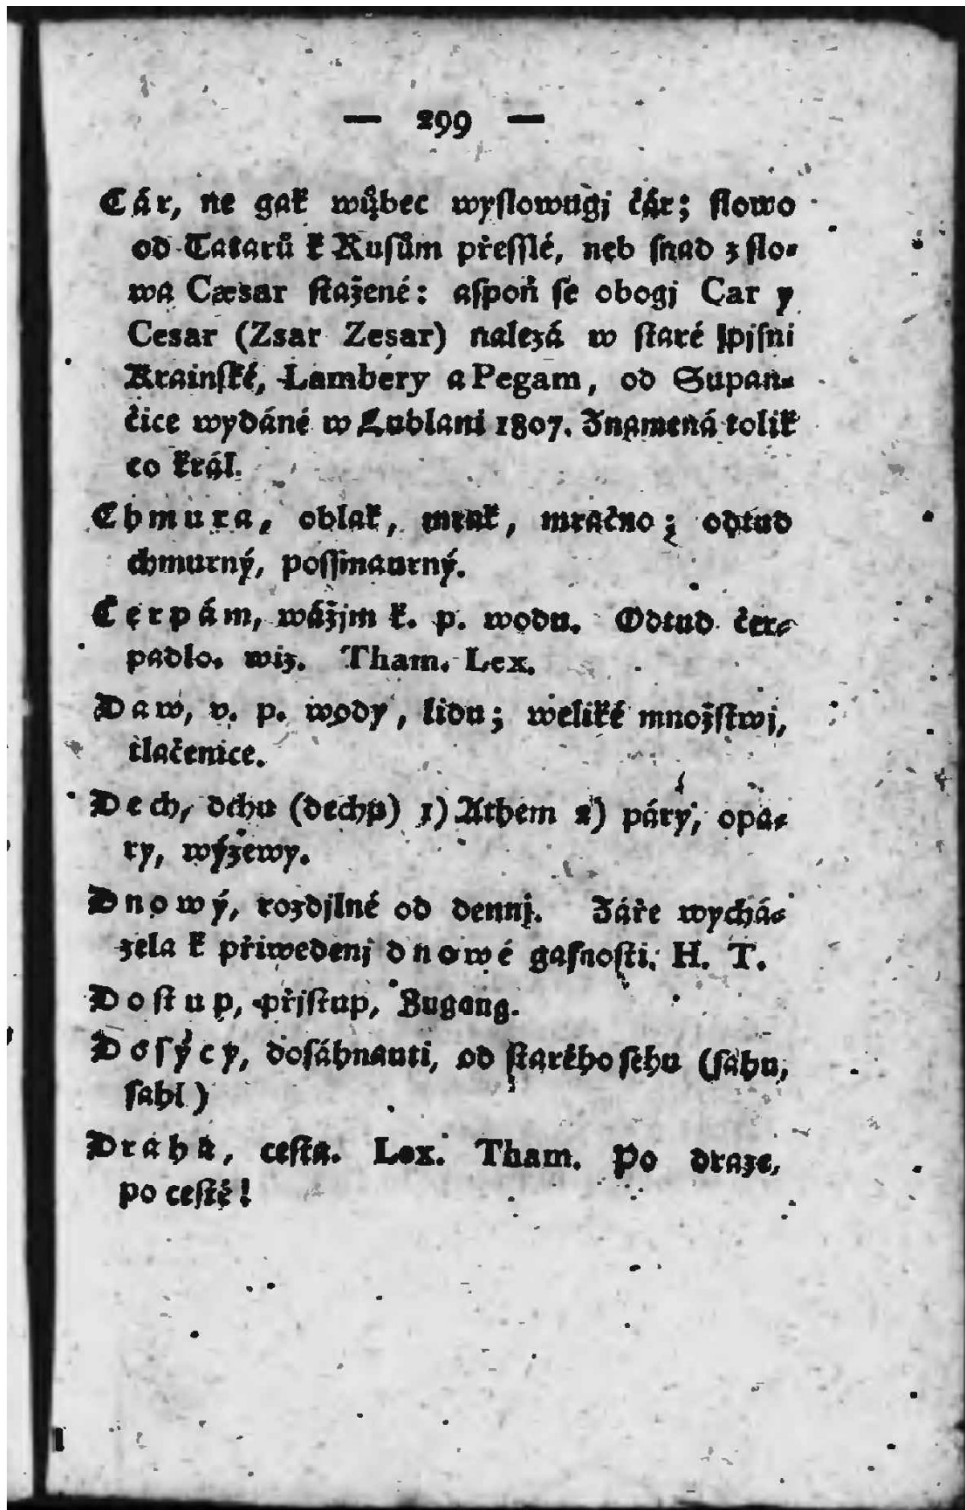 — 299 —
Cár, ne gak wůbec wyslowugj čár; slowo
od Tatarů k Rusům přesslé, neb snad z slo-
wa Cæsar stažené: aspoň se obogj Car y
Cesar (Zsar Zesar) nalezá w staré pjsni
Krainské, Lambery a Pegam, od Supan-
čice wydáné w Lublani 1807. Znamená tolik
co král.
Chmura, oblak, mrak, mračno; odtud
chmurný, possmaurný.
Čerpám, wážjm k. p. wodu. Odtud čer-
padlo. wiz. Tham. Lex.
Daw, v. p. wody, lidu; weliké množstwj,
tlačenice.
Dech, dchu (dechu) 1) Athem 2) páry, opa-
ry, wýzewy.
Dnowý, rozdjlné od dennj. Záře wychá-
zela k přiwedenj dnowé gasnosti. H. T.
Dostup, přjstup, Zugang.
Dosýcy, dosáhnauti, od starého sehu (sahu,
sahl)
Dráha, cesta. Lex. Tham. Po draze,
po cestě!